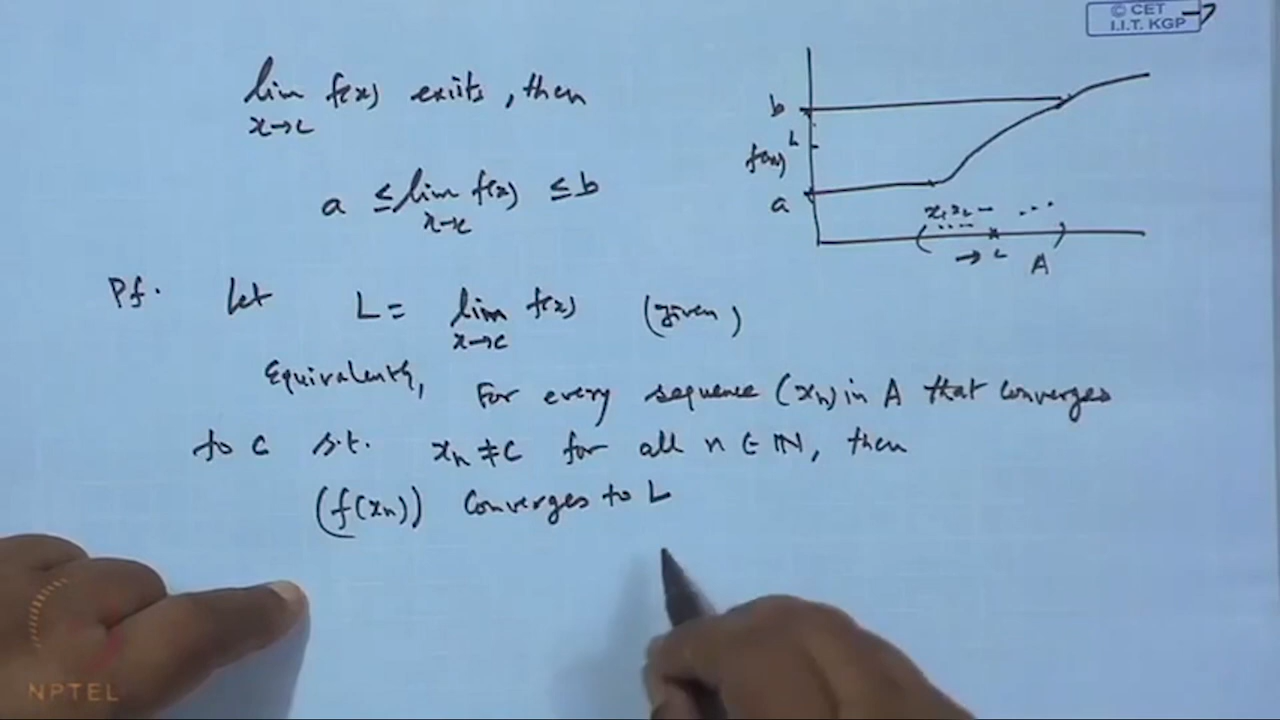 © CET
I.I.T. KGP
lim f(x) exists, then
x→c
a ≤ lim f(x) ≤ b
x→c
b
L
f(x)
a
x₁ x₂ – ...
....
( × )
→ c A
Pf. Let L = lim f(x) (given)
x→c
Equivalently, For every sequence (xₙ) in A that converges
to c s.t. xₙ ≠ c for all n ∈ ℕ, then
(f(xₙ)) converges to L
NPTEL